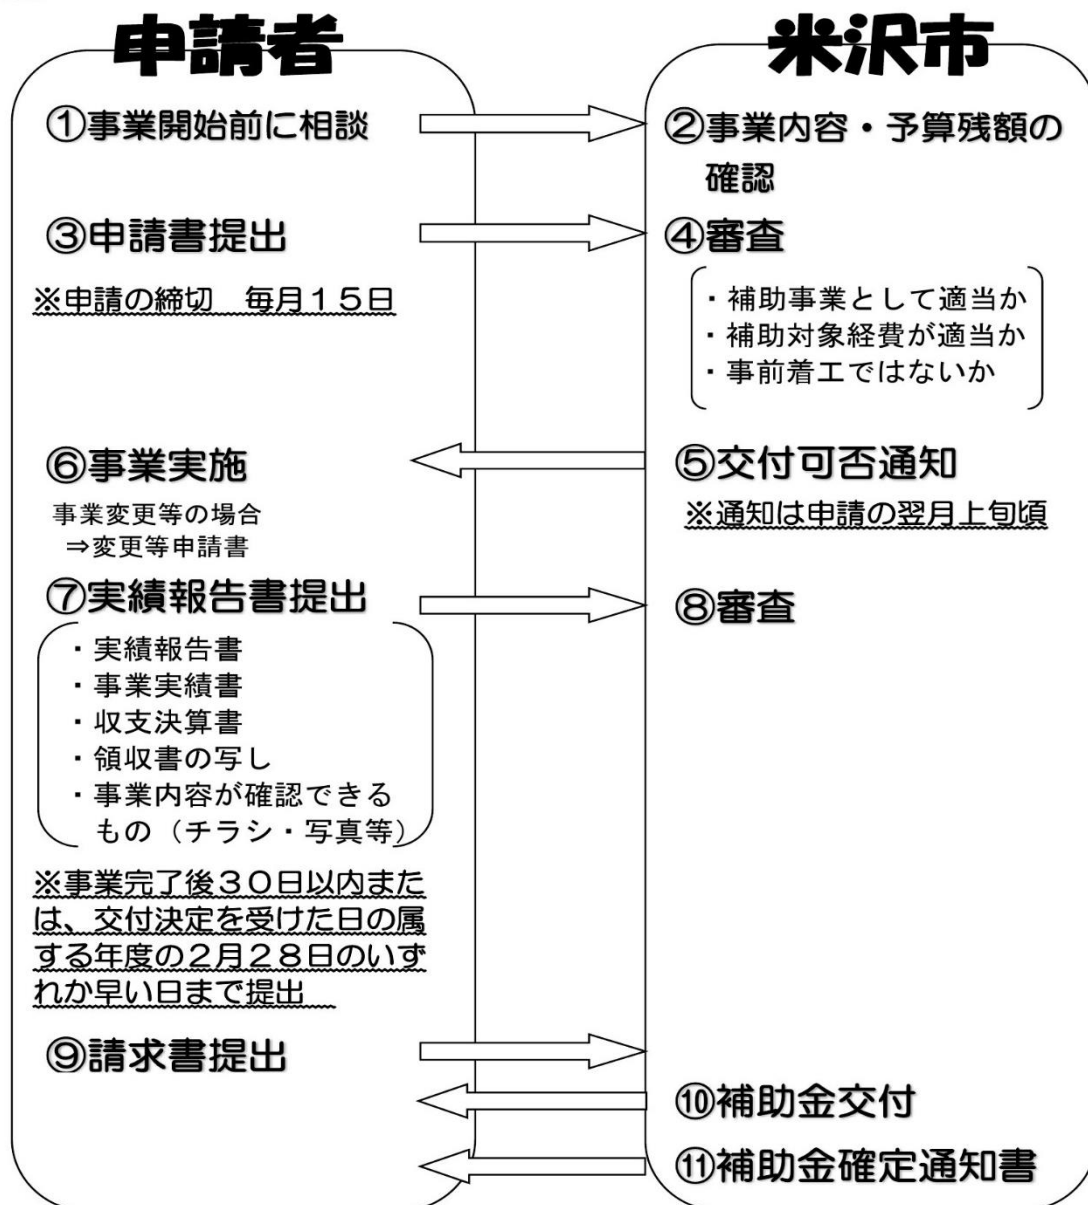 申請者
米沢市
①事業開始前に相談
②事業内容・予算残額の
確認
③申請書提出
※申請の締切　毎月１５日
④審査
・補助事業として適当か
・補助対象経費が適当か
・事前着工ではないか
⑤交付可否通知
※通知は申請の翌月上旬頃
⑥事業実施
事業変更等の場合
⇒変更等申請書
⑦実績報告書提出
・実績報告書
・事業実績書
・収支決算書
・領収書の写し
・事業内容が確認できる
もの（チラシ・写真等）
※事業完了後３０日以内また
は、交付決定を受けた日の属
する年度の２月２８日のいず
れか早い日まで提出
⑧審査
⑨請求書提出
⑩補助金交付
⑪補助金確定通知書